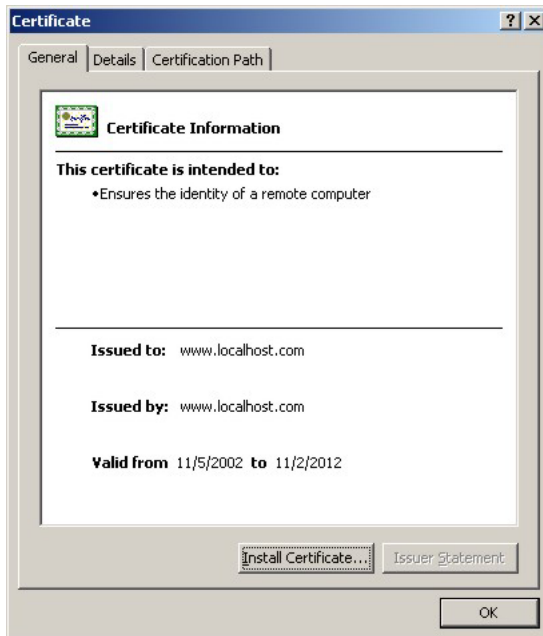 Certificate
General Details Certification Path
Certificate Information
This certificate is intended to:
•Ensures the identity of a remote computer
Issued to: www.localhost.com
Issued by: www.localhost.com
Valid from 11/5/2002 to 11/2/2012
Install Certificate... Issuer Statement
OK